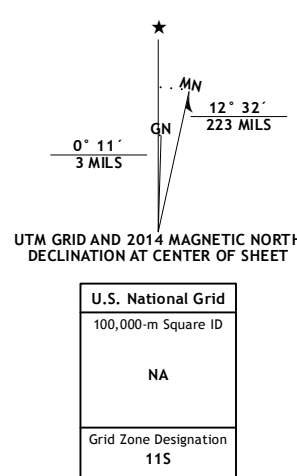 MN
12° 32´
223 MILS
GN
0° 11´
3 MILS
UTM GRID AND 2014 MAGNETIC NORTH
DECLINATION AT CENTER OF SHEET
U.S. National Grid
100,000-m Square ID
NA
Grid Zone Designation
11S